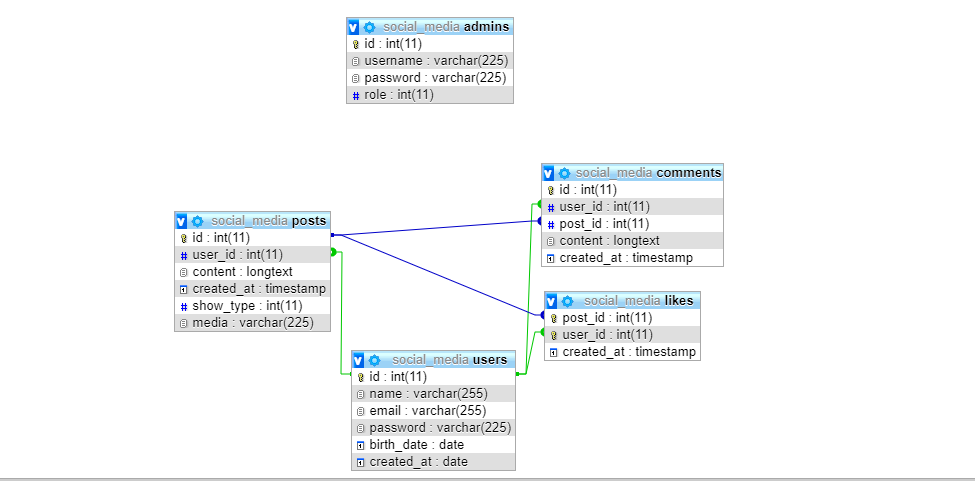 social_media admins
id : int(11)
username : varchar(225)
password : varchar(225)
role : int(11)
social_media comments
id : int(11)
user_id : int(11)
post_id : int(11)
content : longtext
created_at : timestamp
social_media posts
id : int(11)
user_id : int(11)
content : longtext
created_at : timestamp
show_type : int(11)
media : varchar(225)
social_media likes
post_id : int(11)
user_id : int(11)
created_at : timestamp
social_media users
id : int(11)
name : varchar(255)
email : varchar(255)
password : varchar(225)
birth_date : date
created_at : date